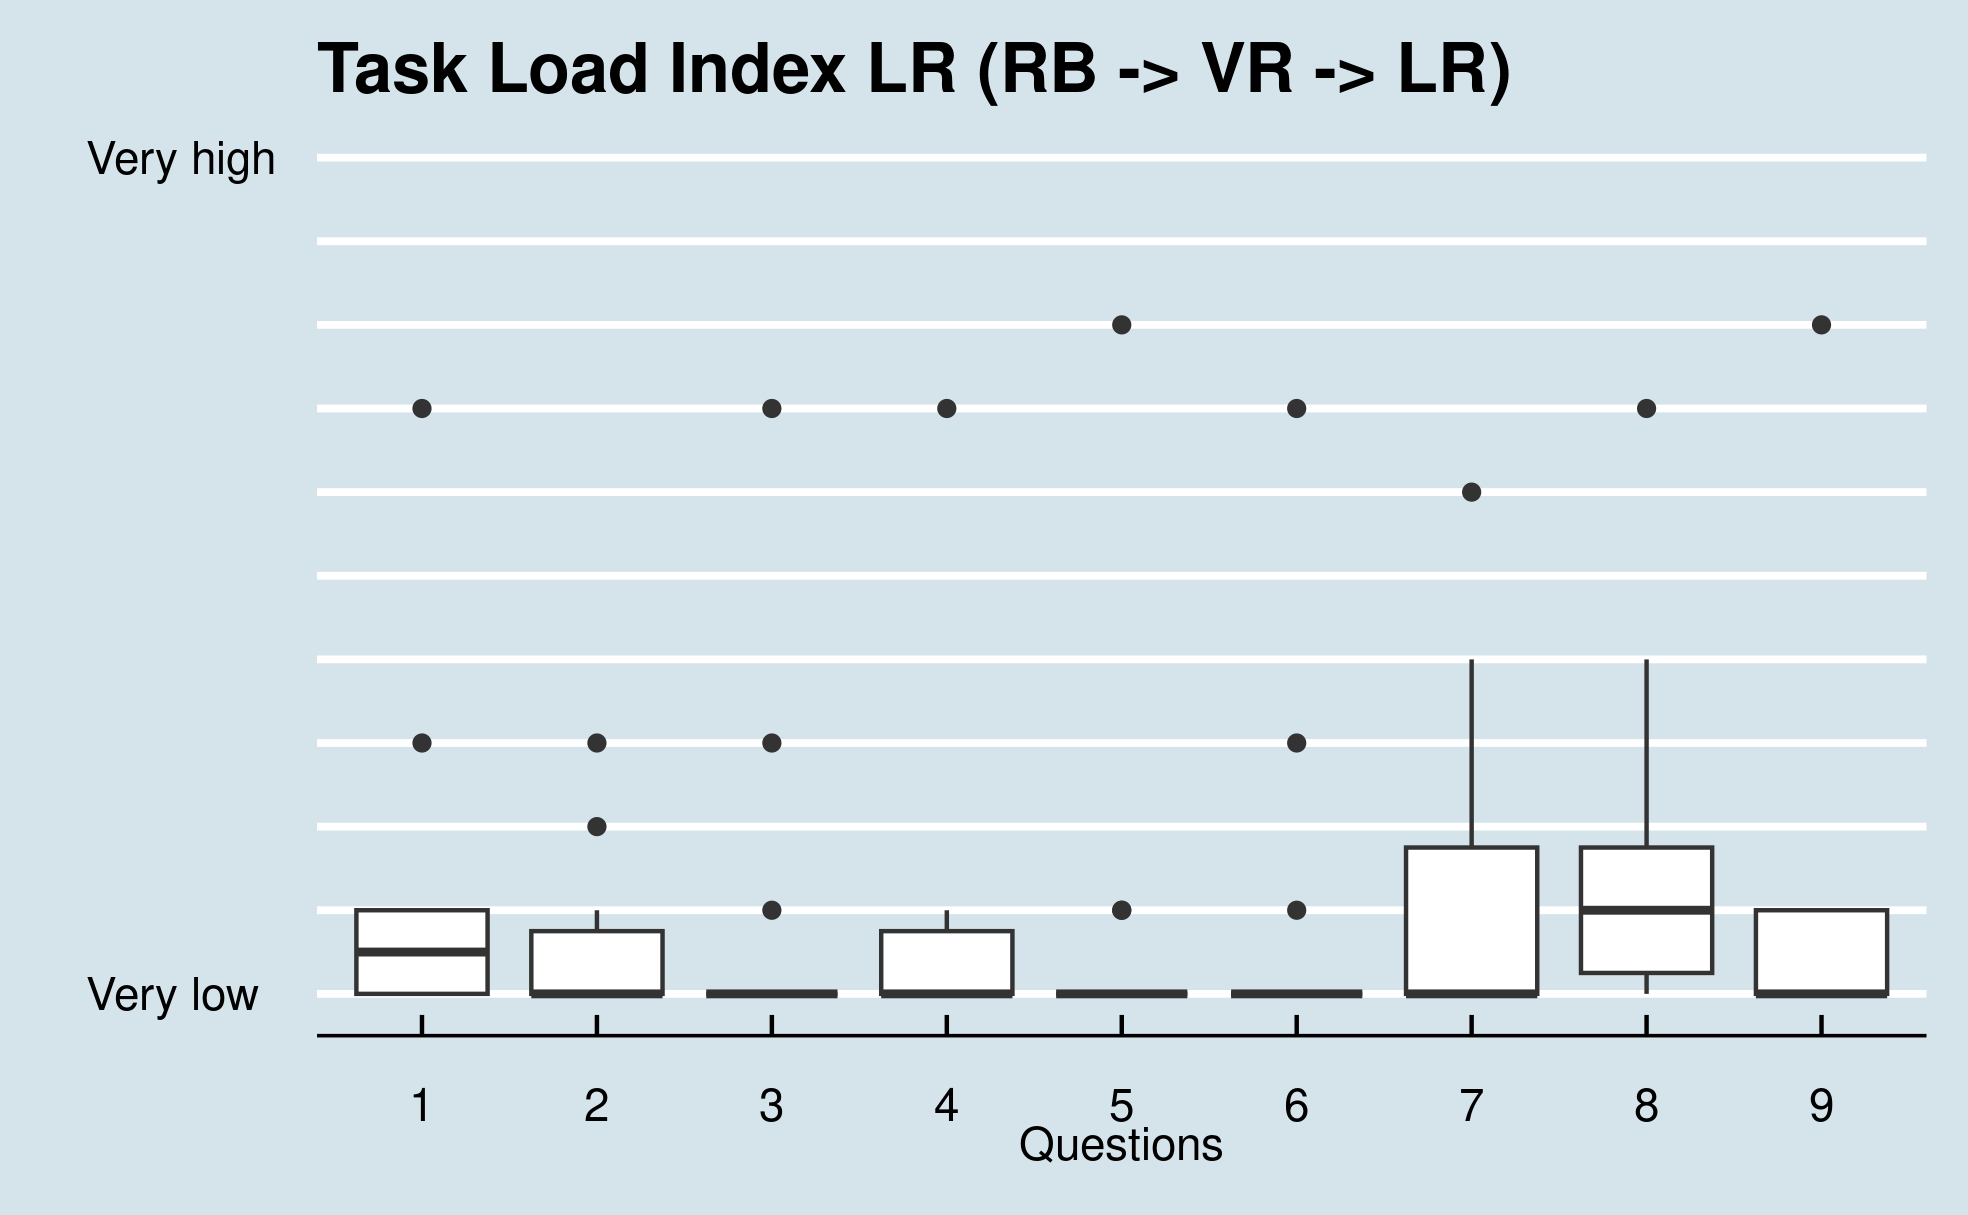 Task Load Index LR (RB -> VR -> LR)
Very high
Very low
1 2 3 4 5 6 7 8 9
Questions